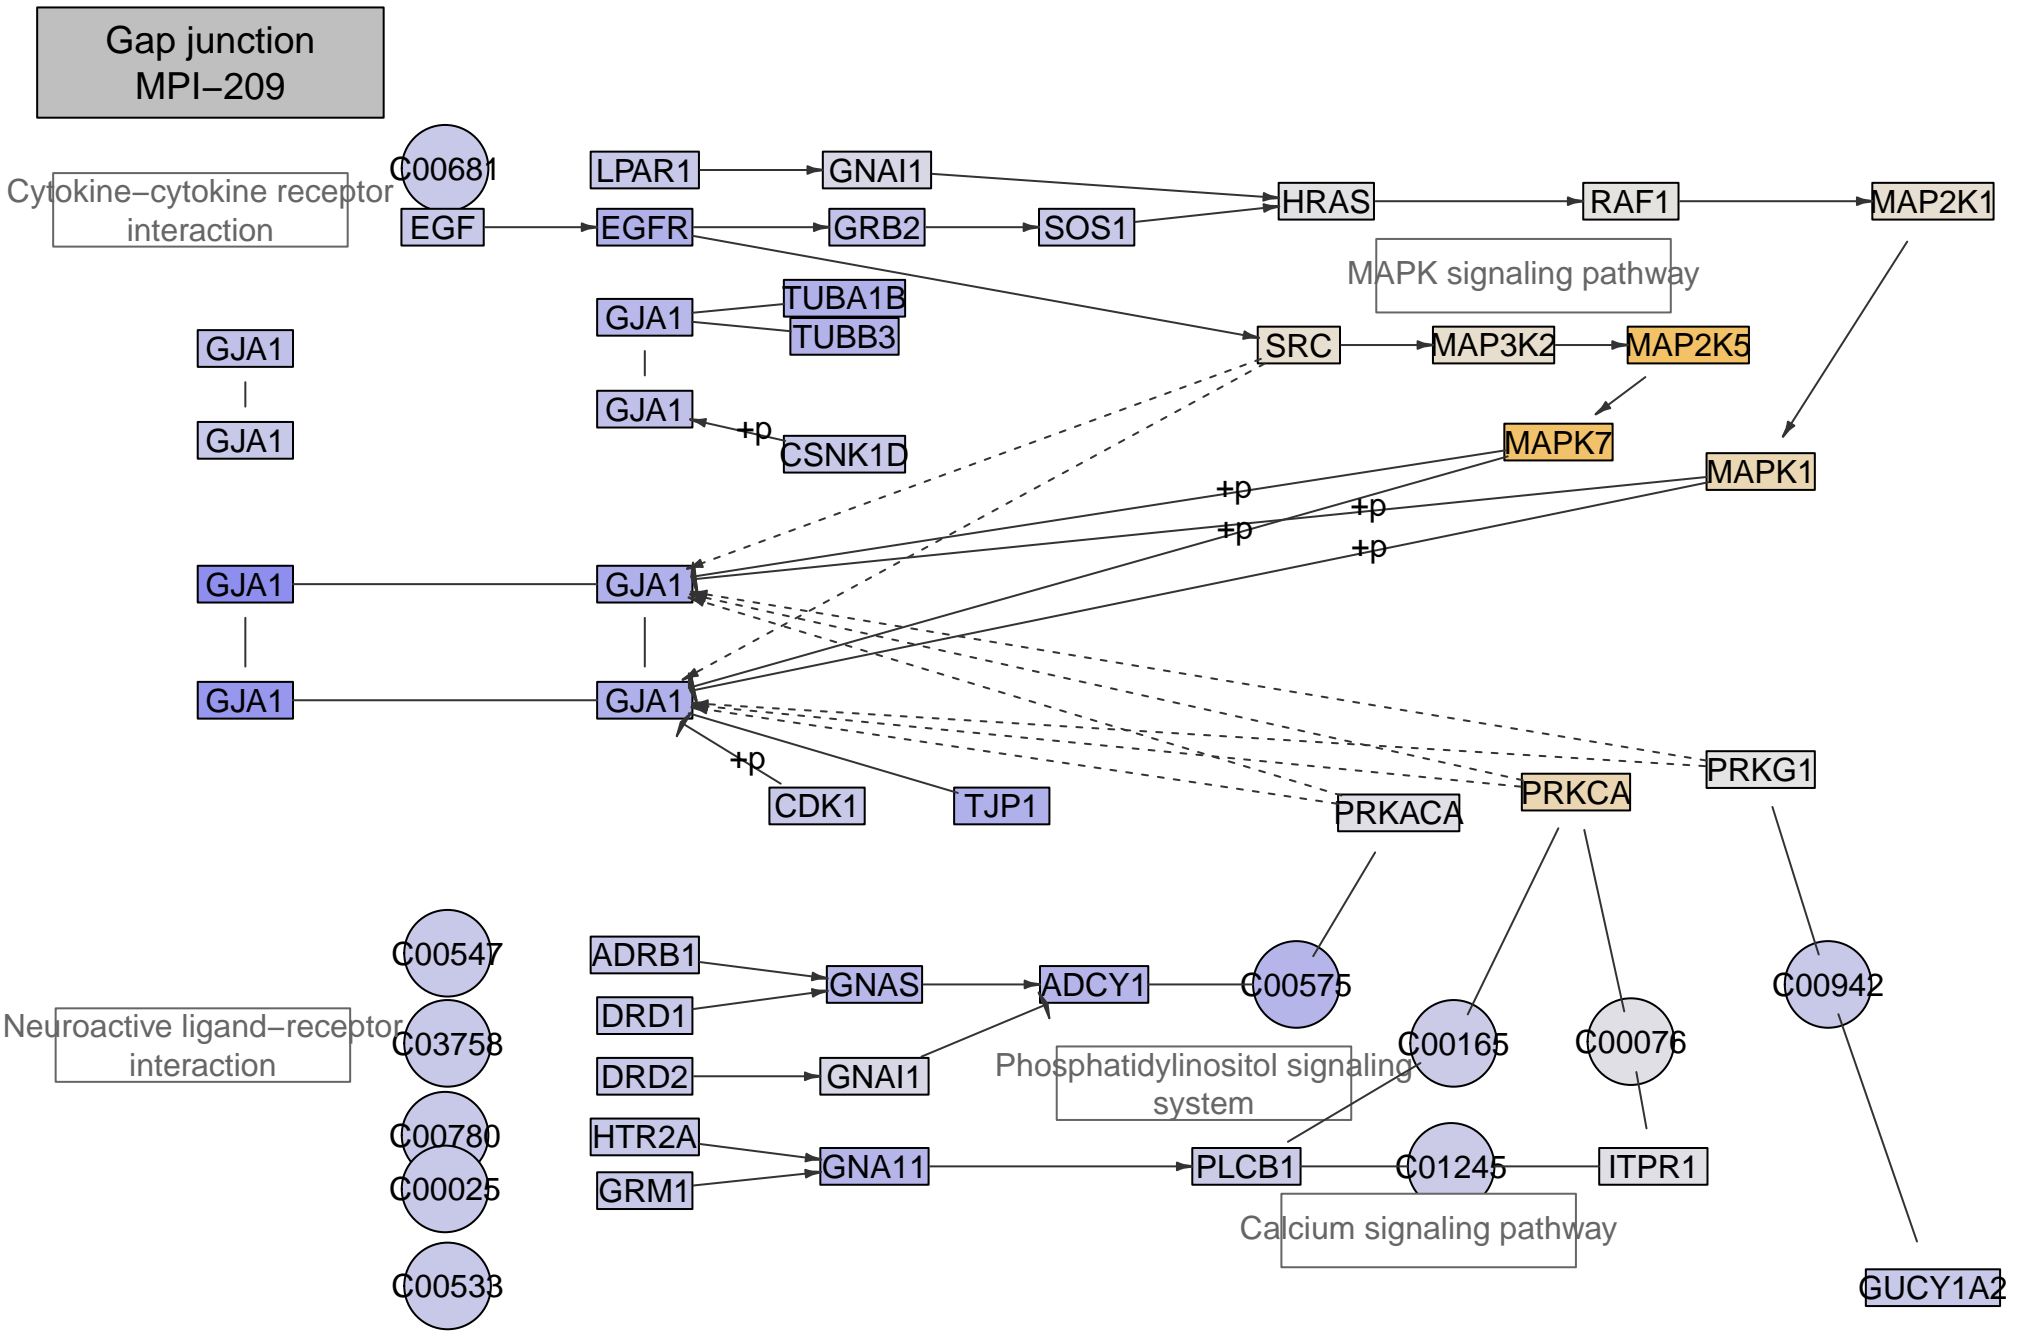 Gap junction
MPI−209
C00681
LPAR1
GNAI1
Cytokine−cytokine receptor
interaction
HRAS
RAF1
MAP2K1
EGF
EGFR
GRB2
SOS1
MAPK signaling pathway
TUBA1B
GJA1
TUBB3
GJA1
SRC
MAP3K2
MAP2K5
GJA1
+p
GJA1
CSNK1D
MAPK7
MAPK1
+p
+p
+p
+p
GJA1
GJA1
GJA1
GJA1
+p
CDK1
TJP1
PRKACA
PRKCA
PRKG1
C00547
ADRB1
GNAS
ADCY1
C00575
C00942
DRD1
Neuroactive ligand−receptor
interaction
C03758
C00165
C00076
DRD2
GNAI1
Phosphatidylinositol signaling
system
C00780
HTR2A
GNA11
PLCB1
C01245
ITPR1
C00025
GRM1
Calcium signaling pathway
C00533
GUCY1A2